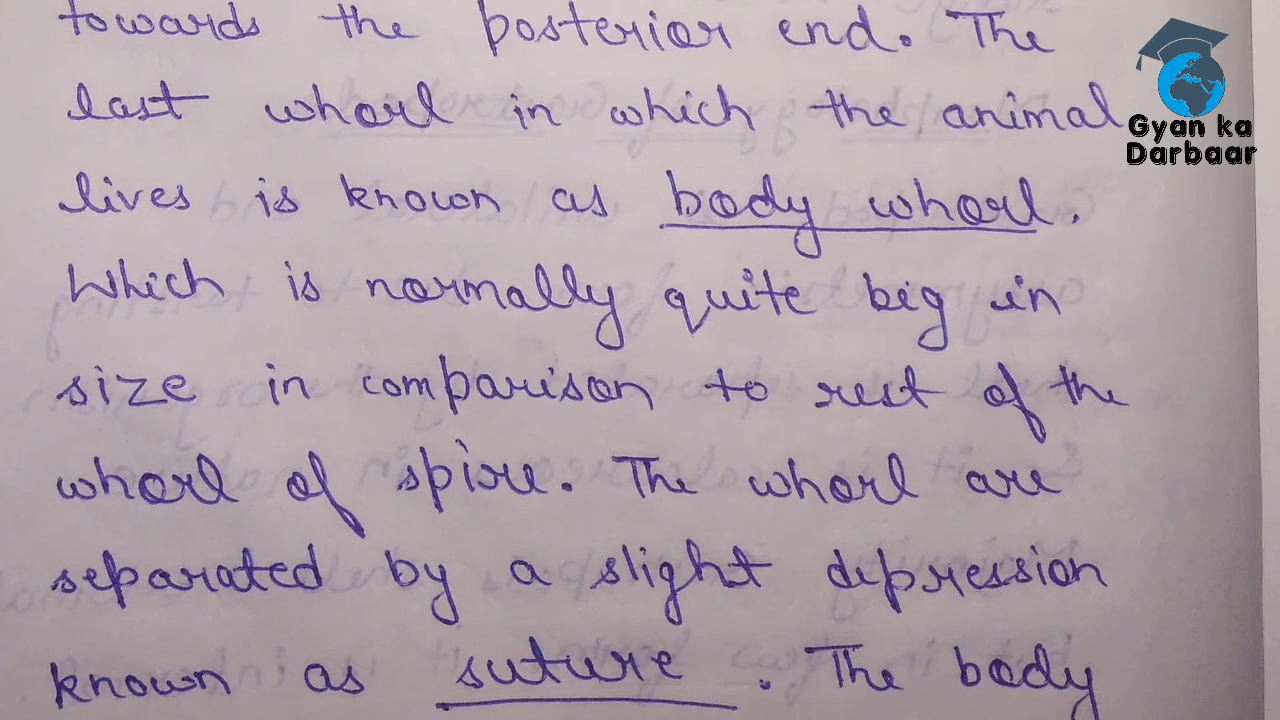 towards the posterior end. The
last whorl in which the animal
lives is known as body whorl.
Which is normally quite big in
size in comparison to rest of the
whorl of spire. The whorl are
separated by a slight depression
known as suture. The body
Gyan ka
Darbaar